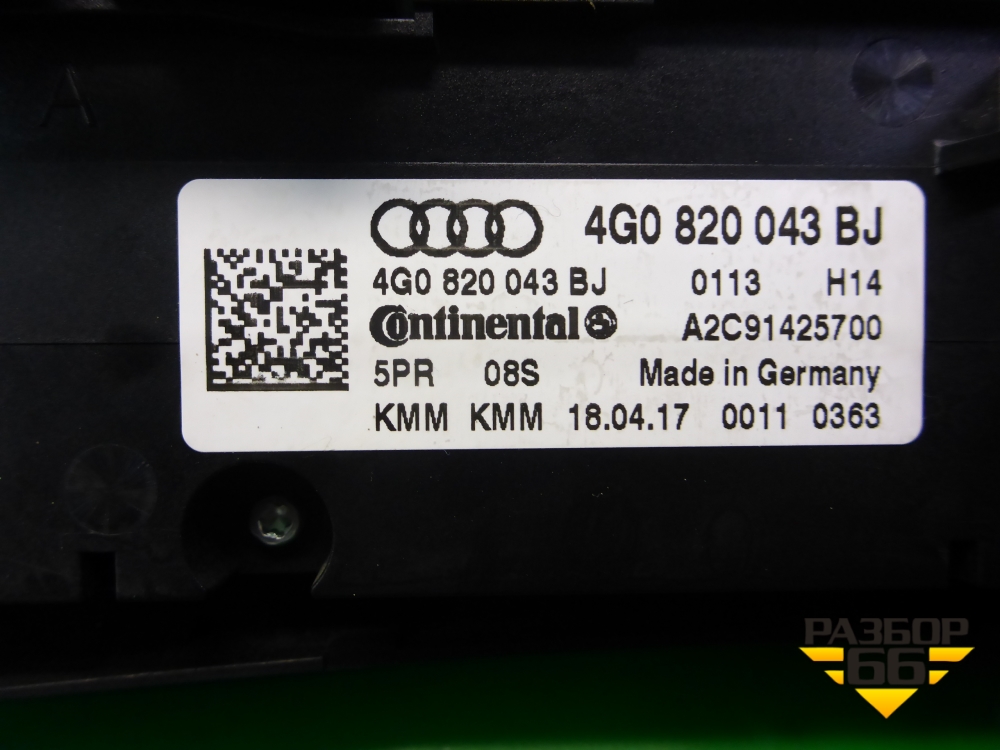 A
4G0 820 043 BJ
4G0 820 043 BJ 0113 H14
Continental A2C91425700
5PR 08S Made in Germany
KMM KMM 18.04.17 0011 0363
РАЗБОР
66